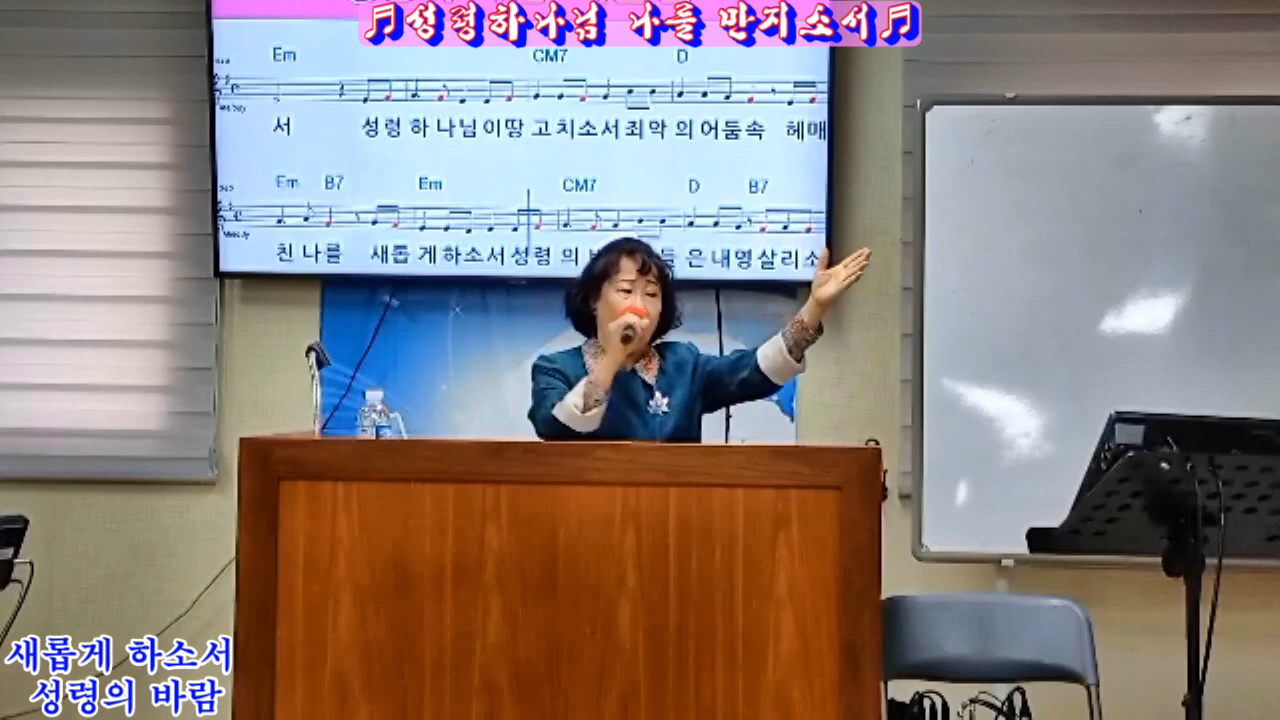 ♬성령하나님 나를 만지소서♬
Em CM7 D
서 성령 하 나님 이땅 고 치소서 죄악 의 어둠속 헤매
Em B7 Em CM7 D B7
Melody
친 나를 새롭 게 하소서 성령 의 은 내영 살 리 소
새롭게 하소서
성령의 바람